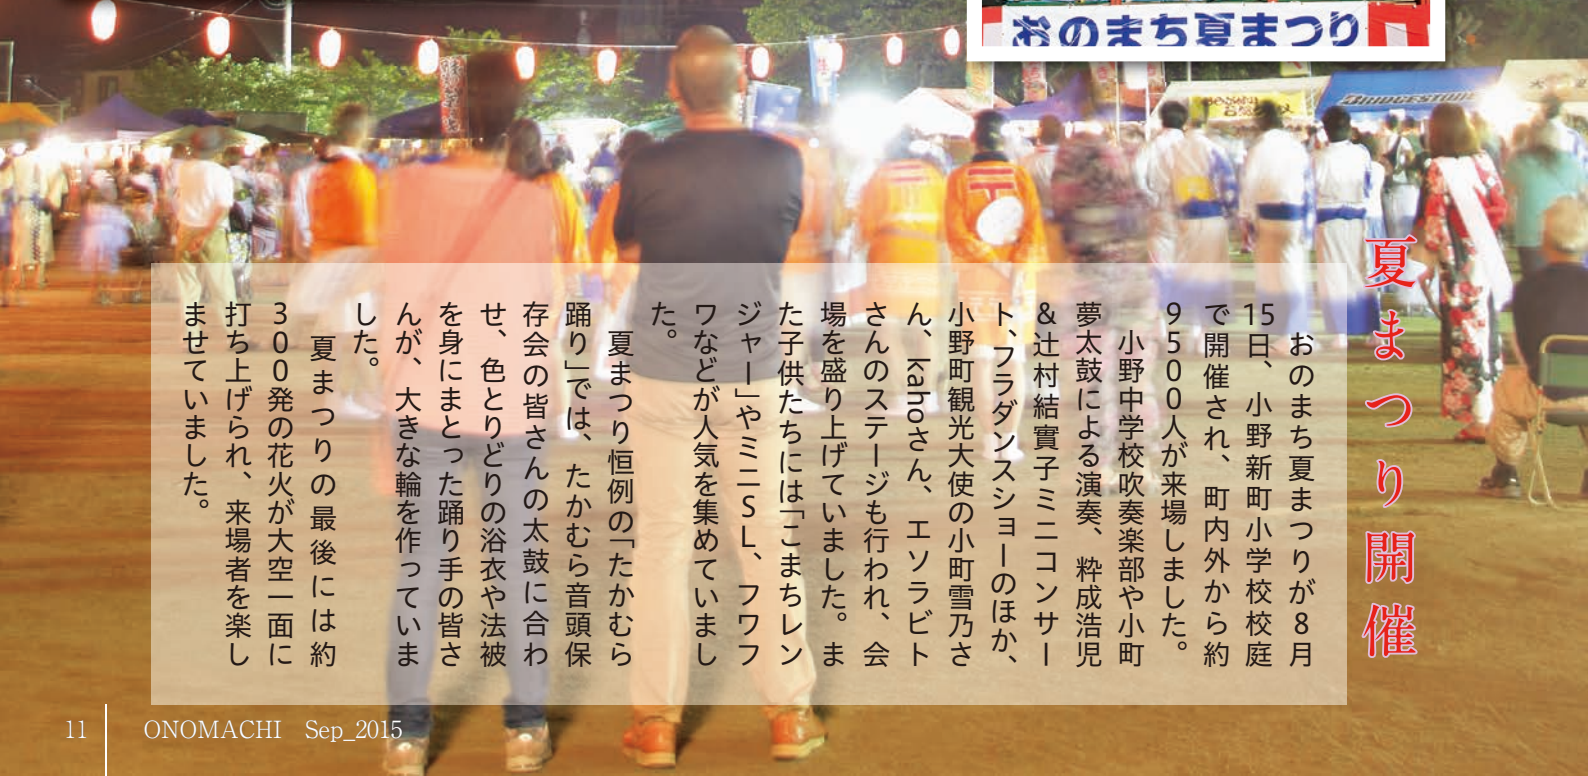 おのまち夏まつり
BRIDGESTONE
夏まつり開催
おのまち夏まつりが8月
15日、小野新町小学校校庭
で開催され、町内外から約
9500人が来場しました。
小野中学校吹奏楽部や小町
夢太鼓による演奏、粋成浩児
&辻村結實子ミニコンサー
ト、フラダンスショーのほか、
小野町観光大使の小町雪乃さ
ん、kahoさん、エソラビト
さんのステージも行われ、会
場を盛り上げていました。ま
た子供たちには「こまちレン
ジャー」やミニSL、フワフ
ワなどが人気を集めていまし
た。
夏まつり恒例の「たかむら
踊り」では、たかむら音頭保
存会の皆さんの太鼓に合わ
せ、色とりどりの浴衣や法被
を身にまとった踊り手の皆さ
んが、大きな輪を作っていま
した。
夏まつりの最後には約
300発の花火が大空一面に
打ち上げられ、来場者を楽し
ませていました。
11 ONOMACHI Sep_2015